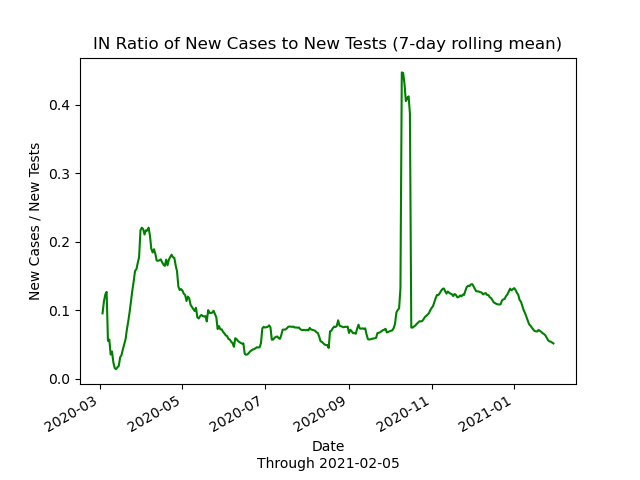 IN Ratio of New Cases to New Tests (7-day rolling mean)
New Cases / New Tests
0.4
0.3
0.2
0.1
0.0
2020-03
2020-05
2020-07
2020-09
2020-11
2021-01
Date
Through 2021-02-05